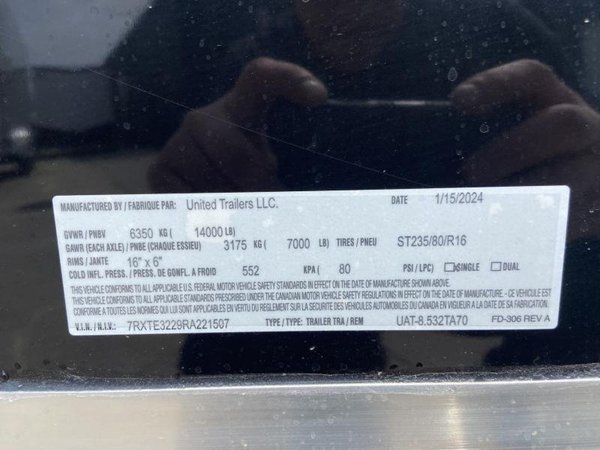 MANUFACTURED BY / FABRIQUE PAR: United Trailers LLC. DATE 1/15/2024
GVWR / PNBV 6350 KG ( 14000 LB)
GAWR (EACH AXLE) / PNBE (CHAQUE ESSIEU) 3175 KG ( 7000 LB) TIRES / PNEU ST235/80/R16
RIMS / JANTE 16" x 6"
COLD INFL. PRESS. / PRESS. DE GONFL. A FROID 552 KPA ( 80 PSI / LPC) SINGLE DUAL
THIS VEHICLE CONFORMS TO ALL APPLICABLE U.S. FEDERAL MOTOR VEHICLE SAFETY STANDARDS IN EFFECT ON THE DATE OF MANUFACTURE SHOWN ABOVE.
THIS VEHICLE CONFORMS TO ALL APPLICABLE STANDARDS PRESCRIBED UNDER THE CANADIAN MOTOR VEHICLE SAFETY REGULATIONS IN EFFECT ON THE DATE OF MANUFACTURE - CE VEHICULE EST
CONFORME A TOUTES LES NORMES QUI LUI SONT APPLICABLES EN VERTU DU REGLEMENT SUR LA SECURITE DES VEHICULES AUTOMOBILES DU CANADA EN VIGUEUR A LA DATE DE SA FABRICATION
V.I.N. / N.I.V.: 7RXTE3229RA221507 TYPE / TYPE: TRAILER TRA / REM UAT-8.532TA70 FD-306 REV A